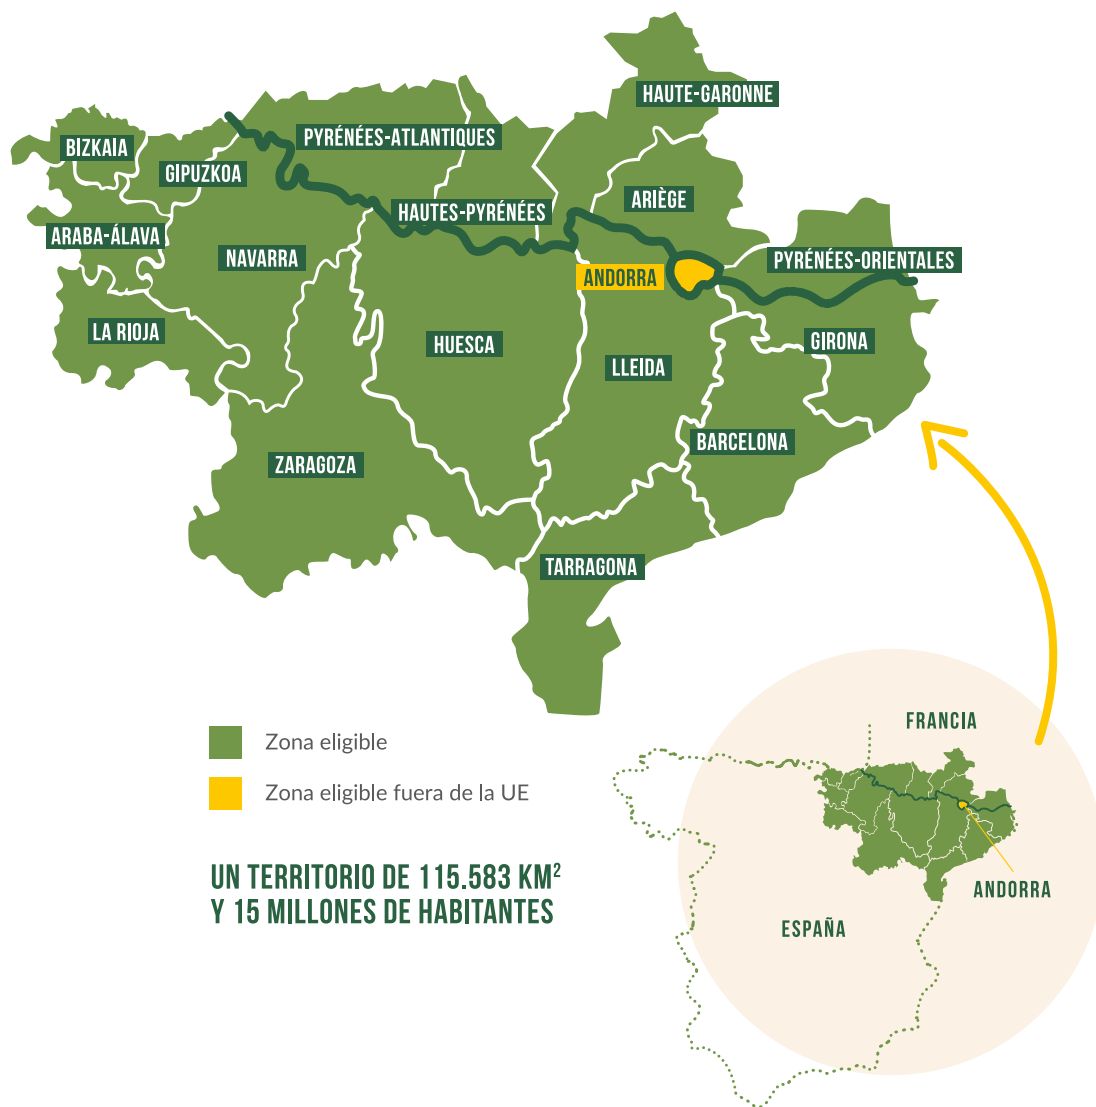 HAUTE-GARONNE
PYRÉNÉES-ATLANTIQUES
BIZKAIA
GIPUZKOA
ARIÈGE
HAUTES-PYRÉNÉES
ARABA-ÁLAVA
NAVARRA
PYRÉNÉES-ORIENTALES
ANDORRA
LA RIOJA
HUESCA
GIRONA
LLEIDA
BARCELONA
ZARAGOZA
TARRAGONA
Zona eligible
Zona eligible fuera de la UE
UN TERRITORIO DE 115.583 KM²
Y 15 MILLONES DE HABITANTES
FRANCIA
ANDORRA
ESPAÑA